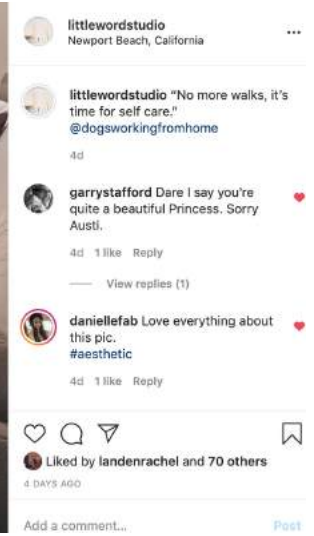 littlewordstudio
Newport Beach, California
littlewordstudio "No more walks, it's
time for self care."
@dogsworkingfromhome
4d
garrystafford Dare I say you're
quite a beautiful Princess. Sorry
Austi.
4d 1 like Reply
View replies (1)
daniellefab Love everything about
this pic.
#aesthetic
4d 1 like Reply
Liked by landenrachel and 70 others
4 DAYS AGO
Add a comment...
Post